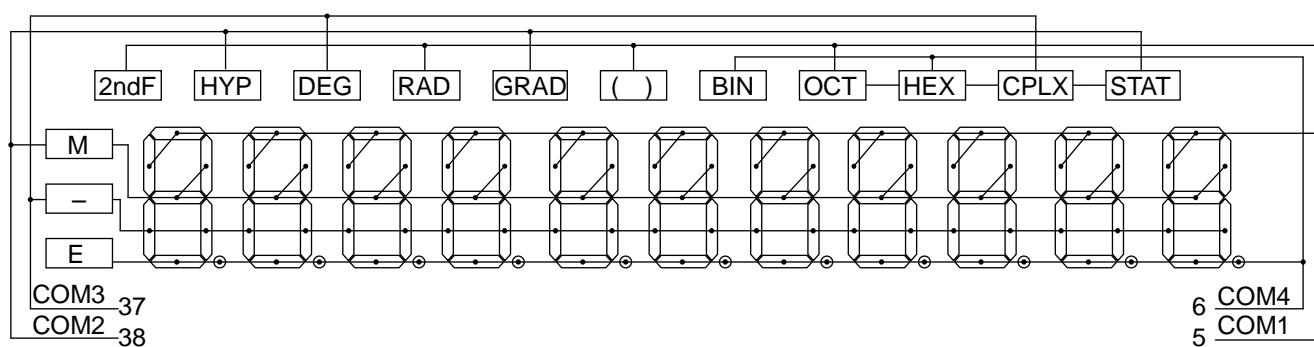 2ndF HYP DEG RAD GRAD ( ) BIN OCT HEX CPLX STAT
M
–
E
COM3 37
COM2 38
6 COM4
5 COM1